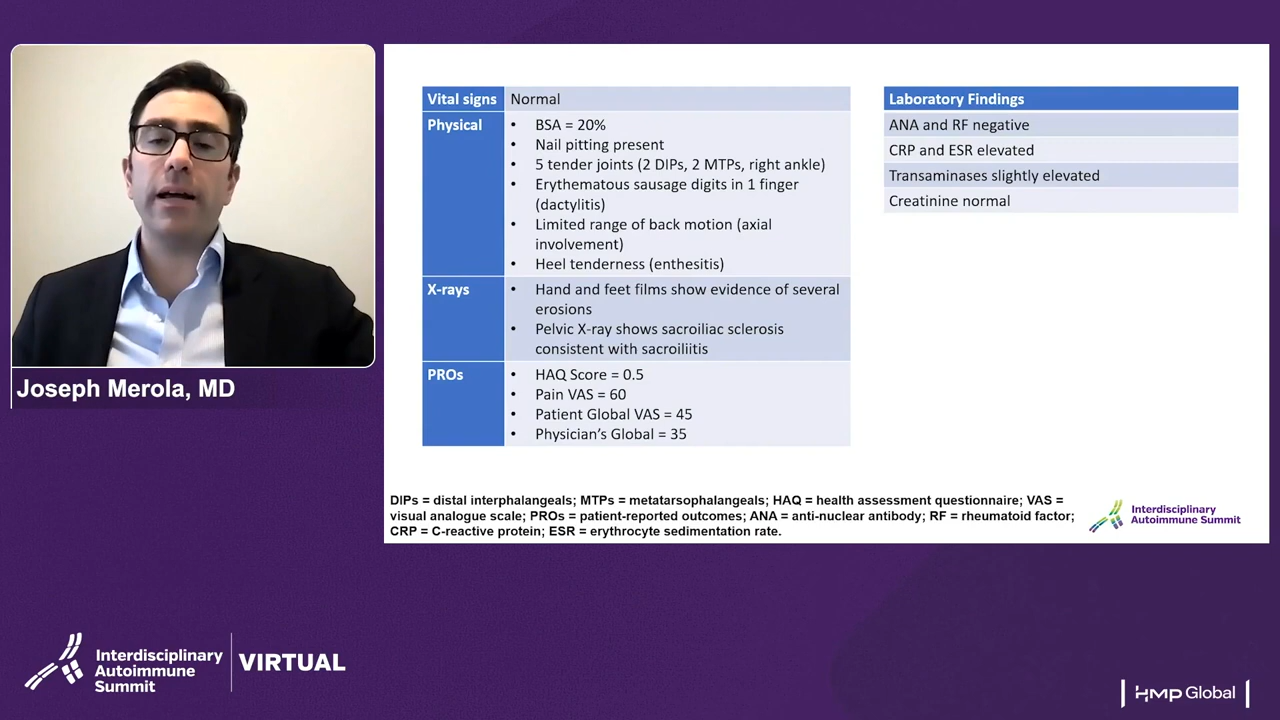 Joseph Merola, MD
Vital signs Normal
Physical
• BSA = 20%
• Nail pitting present
• 5 tender joints (2 DIPs, 2 MTPs, right ankle)
• Erythematous sausage digits in 1 finger
(dactylitis)
• Limited range of back motion (axial
involvement)
• Heel tenderness (enthesitis)
X-rays
• Hand and feet films show evidence of several
erosions
• Pelvic X-ray shows sacroiliac sclerosis
consistent with sacroiliitis
PROs
• HAQ Score = 0.5
• Pain VAS = 60
• Patient Global VAS = 45
• Physician's Global = 35
Laboratory Findings
ANA and RF negative
CRP and ESR elevated
Transaminases slightly elevated
Creatinine normal
DIPs = distal interphalangeals; MTPs = metatarsophalangeals; HAQ = health assessment questionnaire; VAS =
visual analogue scale; PROs = patient-reported outcomes; ANA = anti-nuclear antibody; RF = rheumatoid factor;
CRP = C-reactive protein; ESR = erythrocyte sedimentation rate.
Interdisciplinary
Autoimmune Summit
Interdisciplinary
Autoimmune
Summit
VIRTUAL
HMP Global